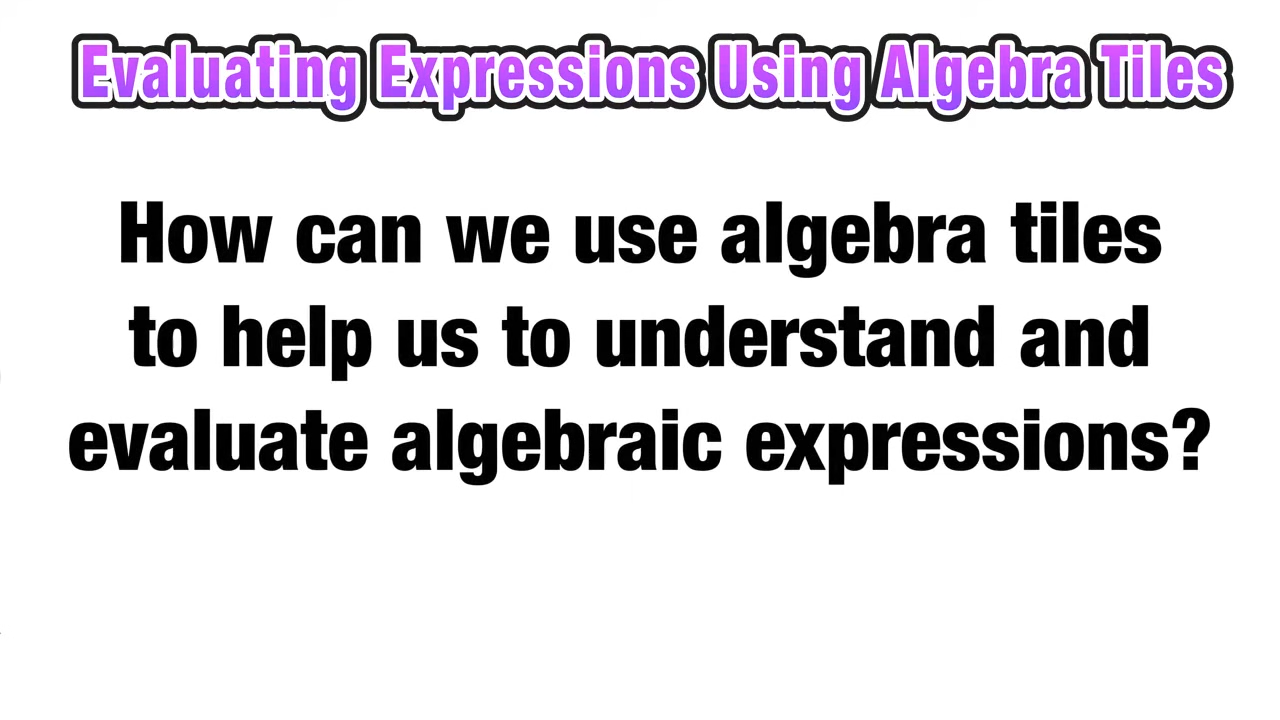 Evaluating Expressions Using Algebra Tiles
How can we use algebra tiles
to help us to understand and
evaluate algebraic expressions?